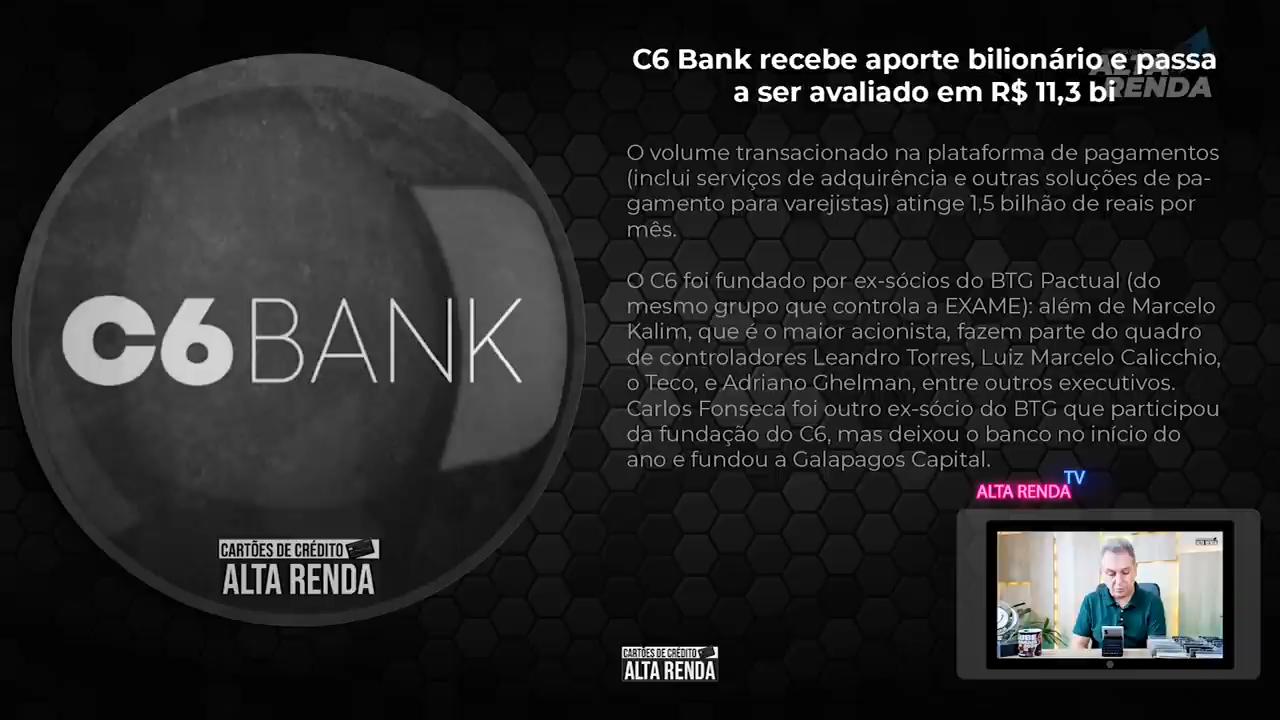 C6 Bank recebe aporte bilionário e passa
a ser avaliado em R$ 11,3 bi
ALTA
RENDA
O volume transacionado na plataforma de pagamentos
(inclui serviços de adquirência e outras soluções de pa-
gamento para varejistas) atinge 1,5 bilhão de reais por
mês.
O C6 foi fundado por ex-sócios do BTG Pactual (do
mesmo grupo que controla a EXAME): além de Marcelo
Kalim, que é o maior acionista, fazem parte do quadro
de controladores Leandro Torres, Luiz Marcelo Calicchio,
o Teco, e Adriano Ghelman, entre outros executivos.
Carlos Fonseca foi outro ex-sócio do BTG que participou
da fundação do C6, mas deixou o banco no início do
ano e fundou a Galapagos Capital.
C6 BANK
CARTÕES DE CRÉDITO
ALTA RENDA
ALTA RENDA TV
CARTÕES DE CRÉDITO
ALTA RENDA